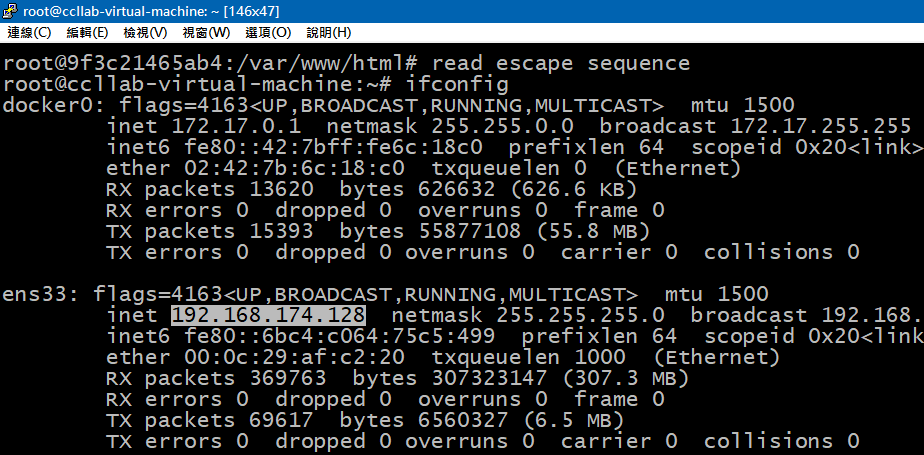 root@ccllab-virtual-machine: ~ [146x47]
連線(C) 編輯(E) 檢視(V) 視窗(W) 選項(O) 說明(H)
root@9f3c21465ab4:/var/www/html# read escape sequence
root@ccllab-virtual-machine:~# ifconfig
docker0: flags=4163<UP,BROADCAST,RUNNING,MULTICAST>  mtu 1500
        inet 172.17.0.1  netmask 255.255.0.0  broadcast 172.17.255.255
        inet6 fe80::42:7bff:fe6c:18c0  prefixlen 64  scopeid 0x20<link>
        ether 02:42:7b:6c:18:c0  txqueuelen 0  (Ethernet)
        RX packets 13620  bytes 626632 (626.6 KB)
        RX errors 0  dropped 0  overruns 0  frame 0
        TX packets 15393  bytes 55877108 (55.8 MB)
        TX errors 0  dropped 0 overruns 0  carrier 0  collisions 0
ens33: flags=4163<UP,BROADCAST,RUNNING,MULTICAST>  mtu 1500
        inet 192.168.174.128  netmask 255.255.255.0  broadcast 192.168.
        inet6 fe80::6bc4:c064:75c5:499  prefixlen 64  scopeid 0x20<link
        ether 00:0c:29:af:c2:20  txqueuelen 1000  (Ethernet)
        RX packets 369763  bytes 307323147 (307.3 MB)
        RX errors 0  dropped 0  overruns 0  frame 0
        TX packets 69617  bytes 6560327 (6.5 MB)
        TX errors 0  dropped 0 overruns 0  carrier 0  collisions 0